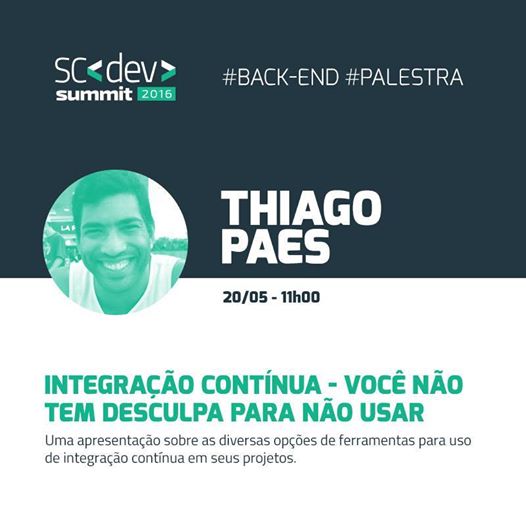 SC<dev>
summit 2016
#BACK-END #PALESTRA
THIAGO
PAES
20/05 - 11h00
INTEGRAÇÃO CONTÍNUA - VOCÊ NÃO
TEM DESCULPA PARA NÃO USAR
Uma apresentação sobre as diversas opções de ferramentas para uso
de integração contínua em seus projetos.